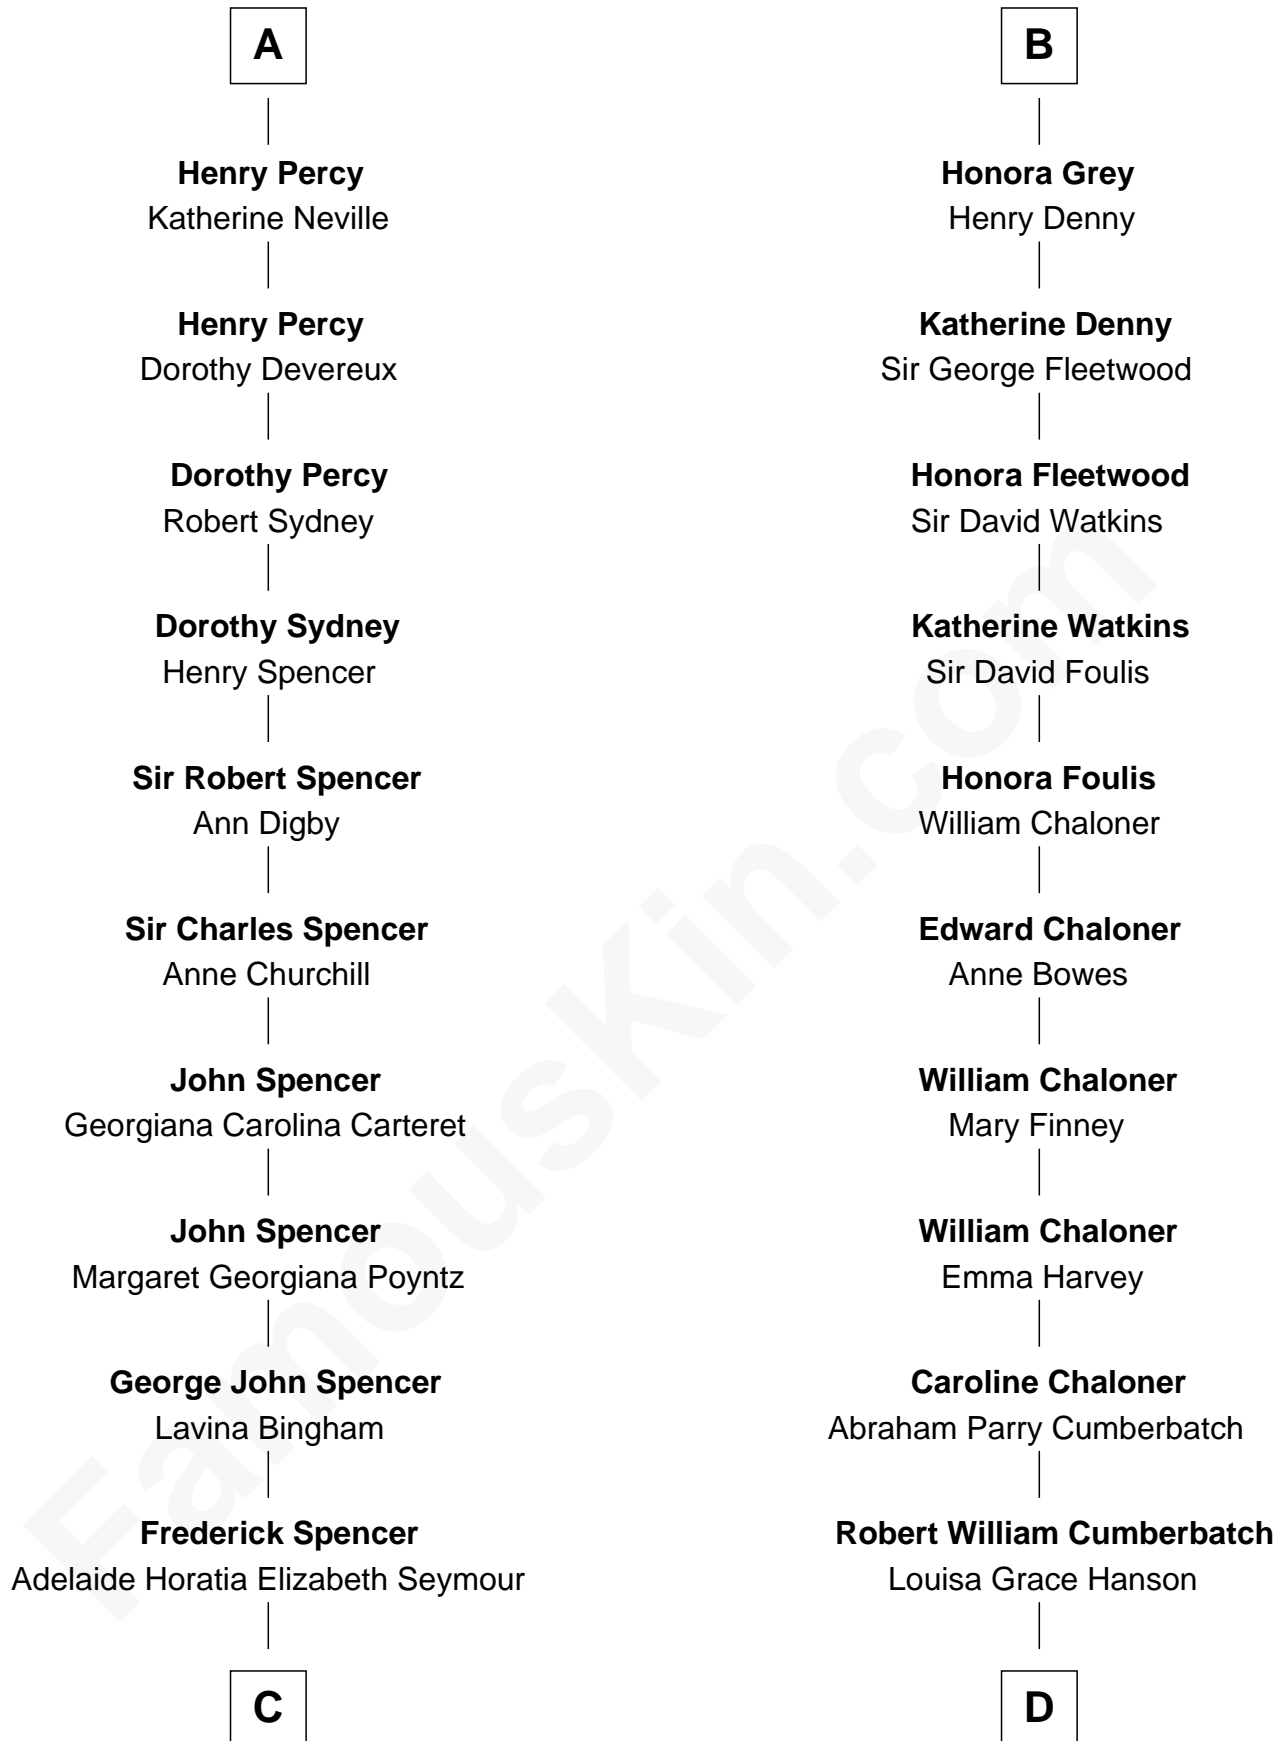 A
Henry Percy
Katherine Neville
Henry Percy
Dorothy Devereux
Dorothy Percy
Robert Sydney
Dorothy Sydney
Henry Spencer
Sir Robert Spencer
Ann Digby
Sir Charles Spencer
Anne Churchill
John Spencer
Georgiana Carolina Carteret
John Spencer
Margaret Georgiana Poyntz
George John Spencer
Lavina Bingham
Frederick Spencer
Adelaide Horatia Elizabeth Seymour
C
B
Honora Grey
Henry Denny
Katherine Denny
Sir George Fleetwood
Honora Fleetwood
Sir David Watkins
Katherine Watkins
Sir David Foulis
Honora Foulis
William Chaloner
Edward Chaloner
Anne Bowes
William Chaloner
Mary Finney
William Chaloner
Emma Harvey
Caroline Chaloner
Abraham Parry Cumberbatch
Robert William Cumberbatch
Louisa Grace Hanson
D
FamousKin.com